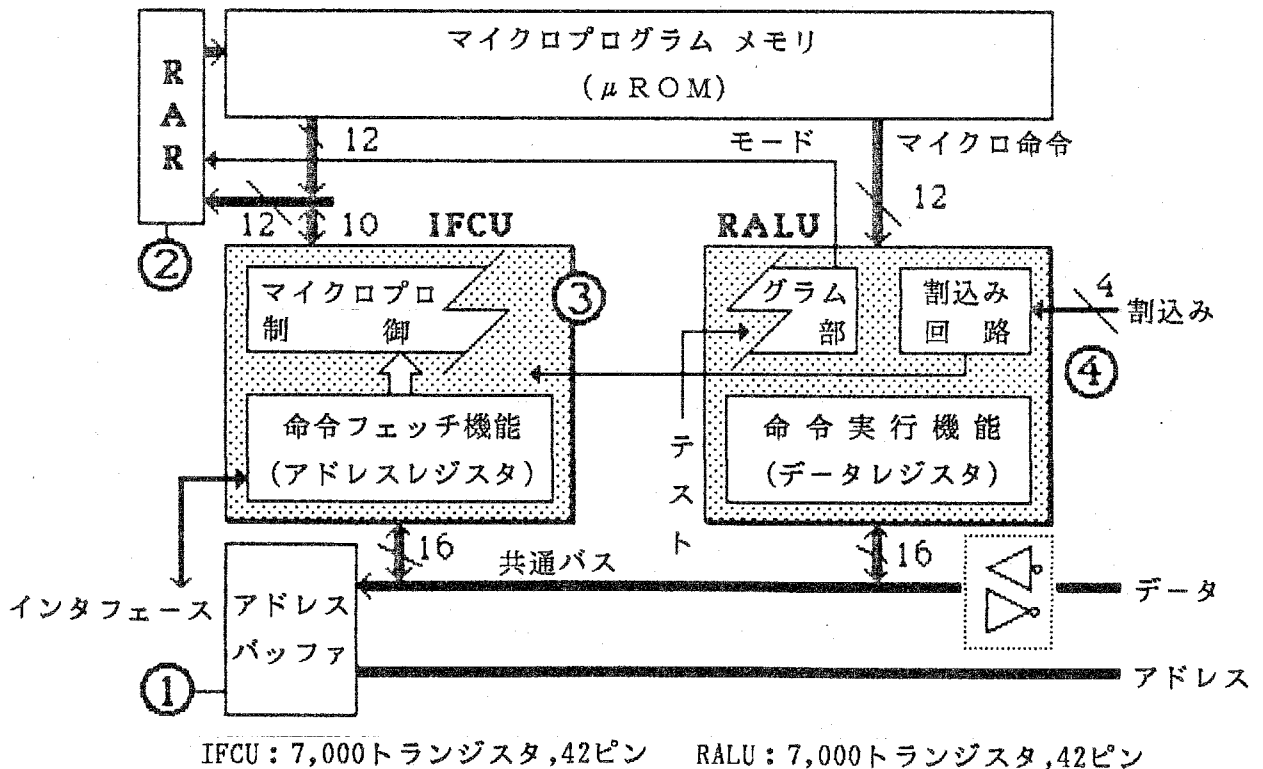 マイクロプログラム メモリ
(μROM)
RAR
12
モード
マイクロ命令
12
12
10
IFCU
RALU
②
③
マイクロプロ
制 御
グラム
部
割込み
回 路
4
割込み
④
命令フェッチ機能
(アドレスレジスタ)
テスト
命 令 実 行 機 能
(データレジスタ)
16
共通バス
16
インタフェース
アドレス
バッファ
データ
①
アドレス
IFCU:7,000トランジスタ,42ピン RALU:7,000トランジスタ,42ピン